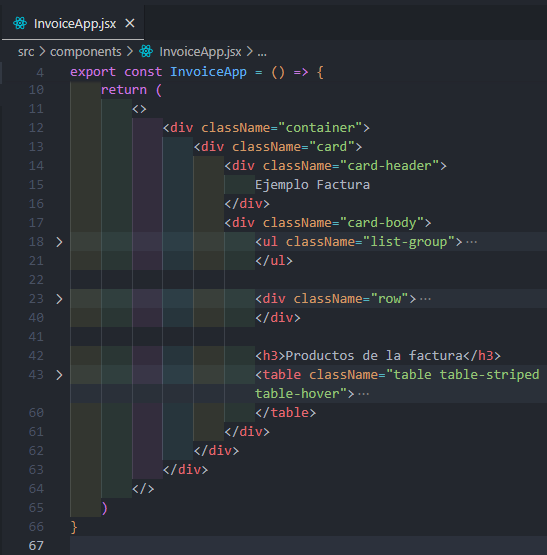 InvoiceApp.jsx ×
src > components > InvoiceApp.jsx > ...
4 export const InvoiceApp = () => {
10     return (
11         <>
12             <div className="container">
13                 <div className="card">
14                     <div className="card-header">
15                         Ejemplo Factura
16                     </div>
17                     <div className="card-body">
18 >                         <ul className="list-group">···
21                         </ul>
22
23 >                         <div className="row">···
40                         </div>
41
42                         <h3>Productos de la factura</h3>
43 >                         <table className="table table-striped
                         table-hover">···
60                         </table>
61                     </div>
62                 </div>
63             </div>
64         </>
65     )
66 }
67